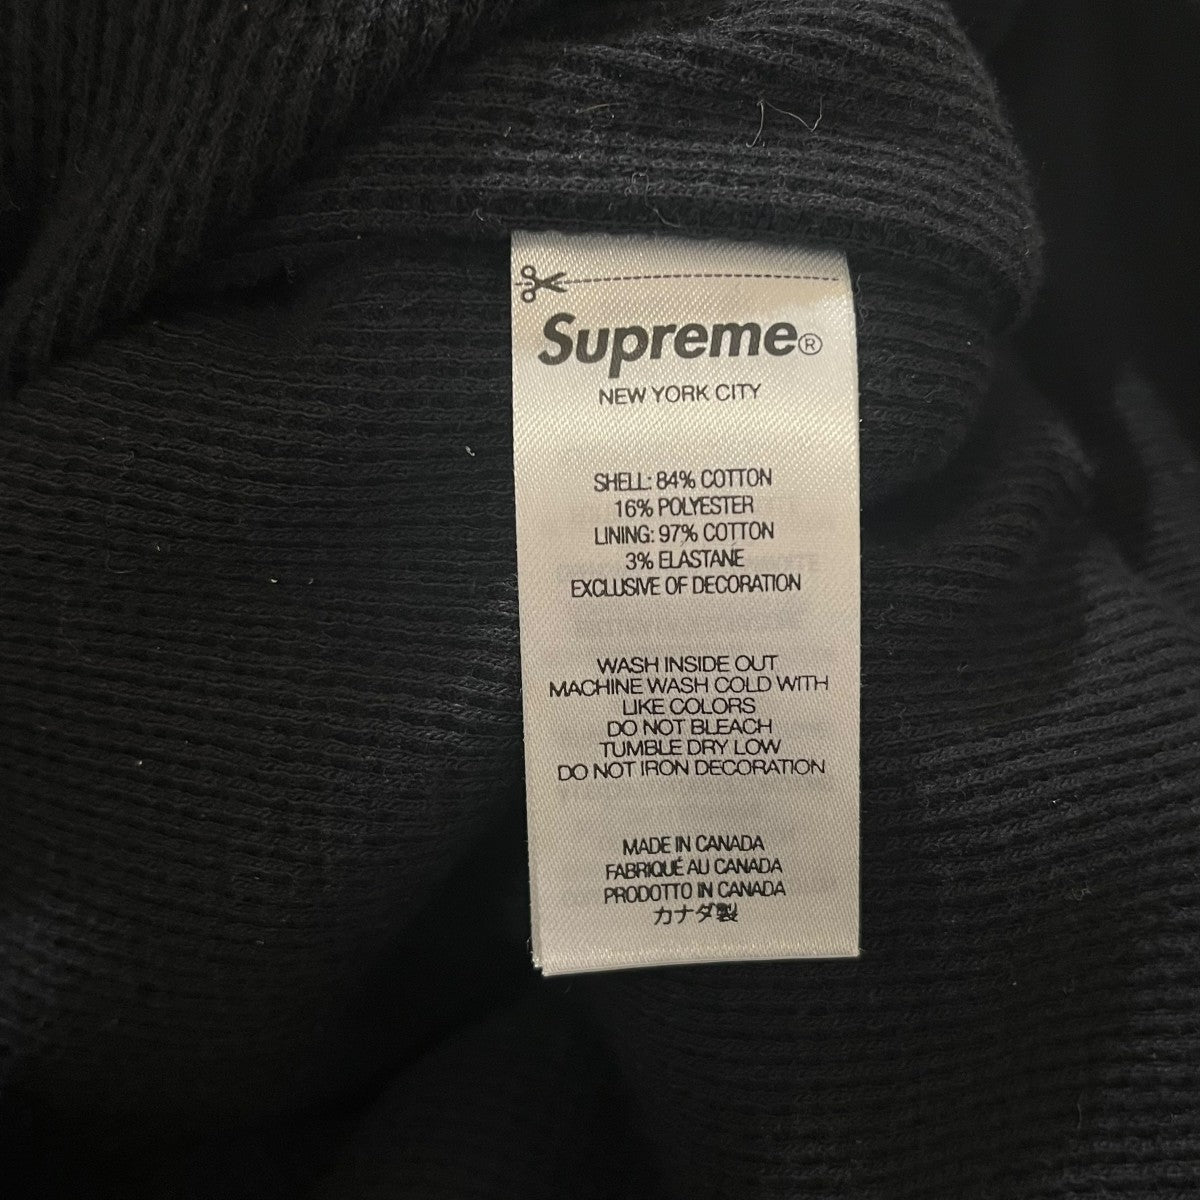 Supreme®
NEW YORK CITY
SHELL: 84% COTTON
16% POLYESTER
LINING: 97% COTTON
3% ELASTANE
EXCLUSIVE OF DECORATION
WASH INSIDE OUT
MACHINE WASH COLD WITH
LIKE COLORS
DO NOT BLEACH
TUMBLE DRY LOW
DO NOT IRON DECORATION
MADE IN CANADA
FABRIQUÉ AU CANADA
PRODOTTO IN CANADA
カナダ製